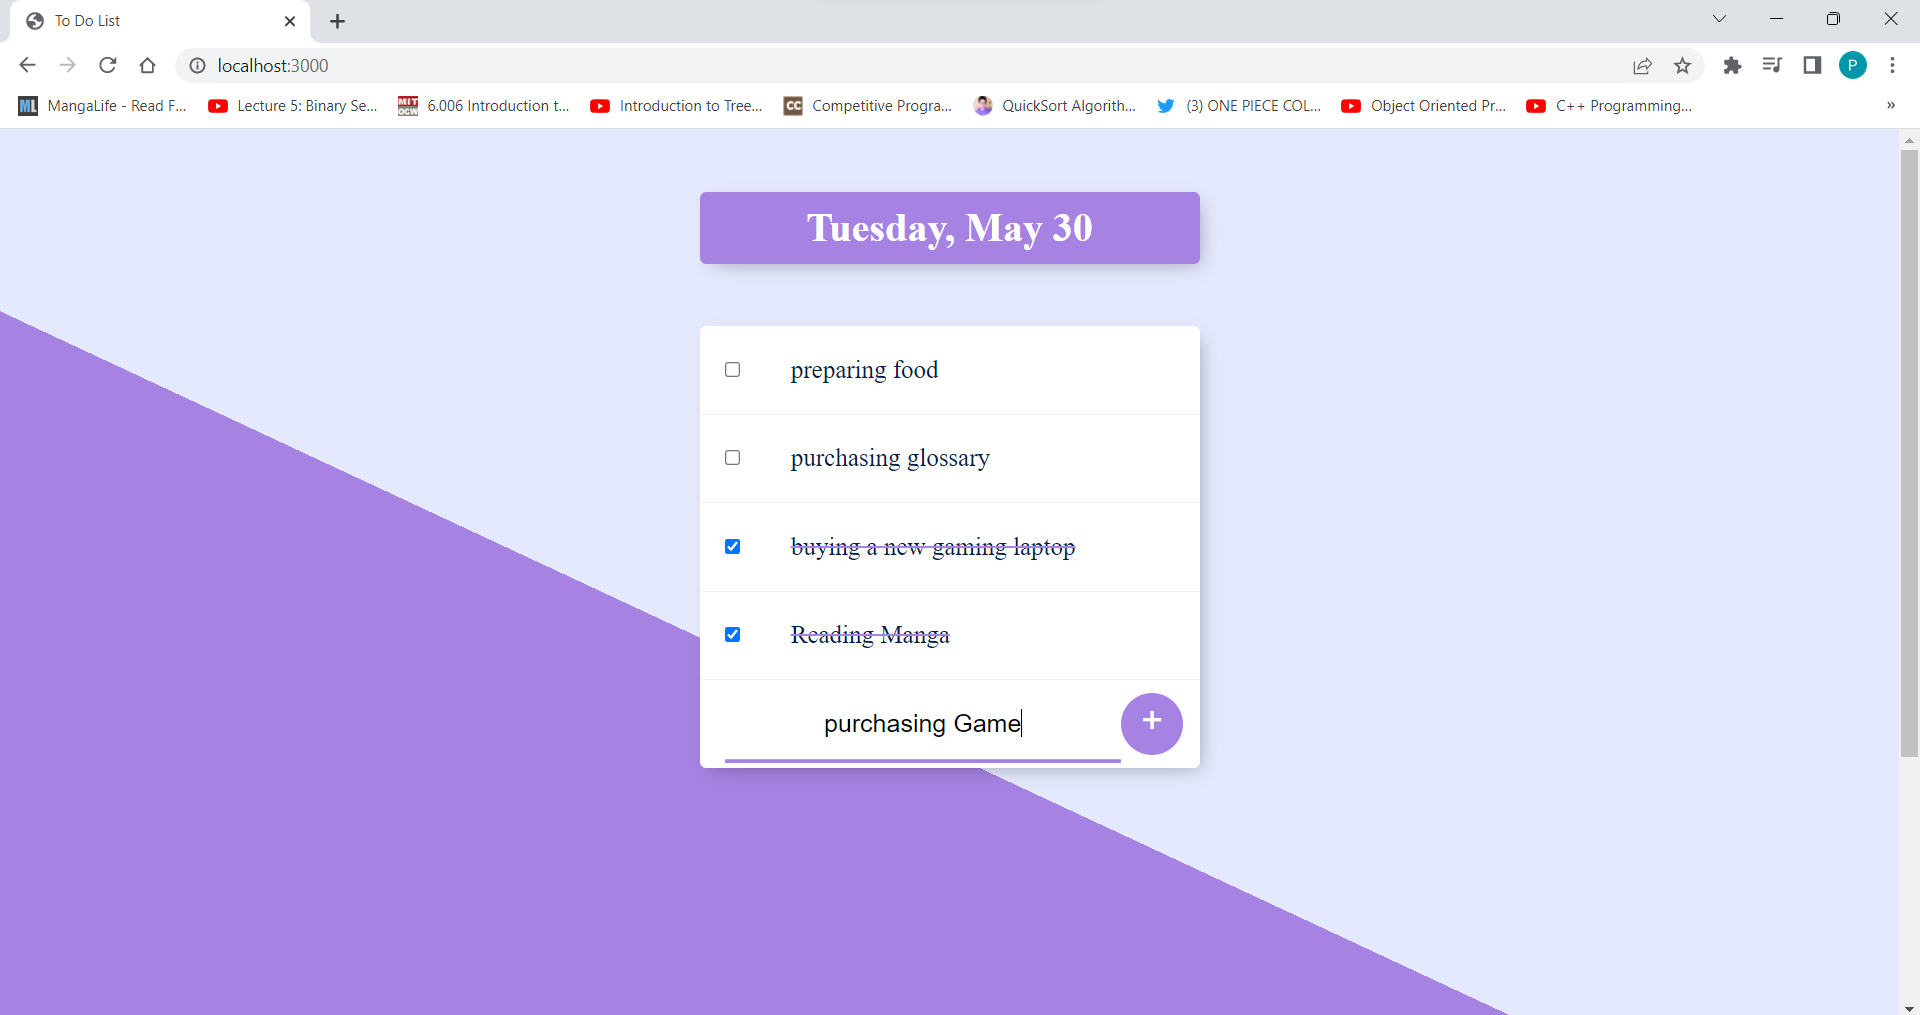 To Do List
localhost:3000
P
ML MangaLife - Read F...
Lecture 5: Binary Se...
MIT OCW 6.006 Introduction t...
Introduction to Tree...
CC Competitive Progra...
QuickSort Algorith...
(3) ONE PIECE COL...
Object Oriented Pr...
C++ Programming...
»
Tuesday, May 30
preparing food
purchasing glossary
buying a new gaming laptop
Reading Manga
purchasing Game
+